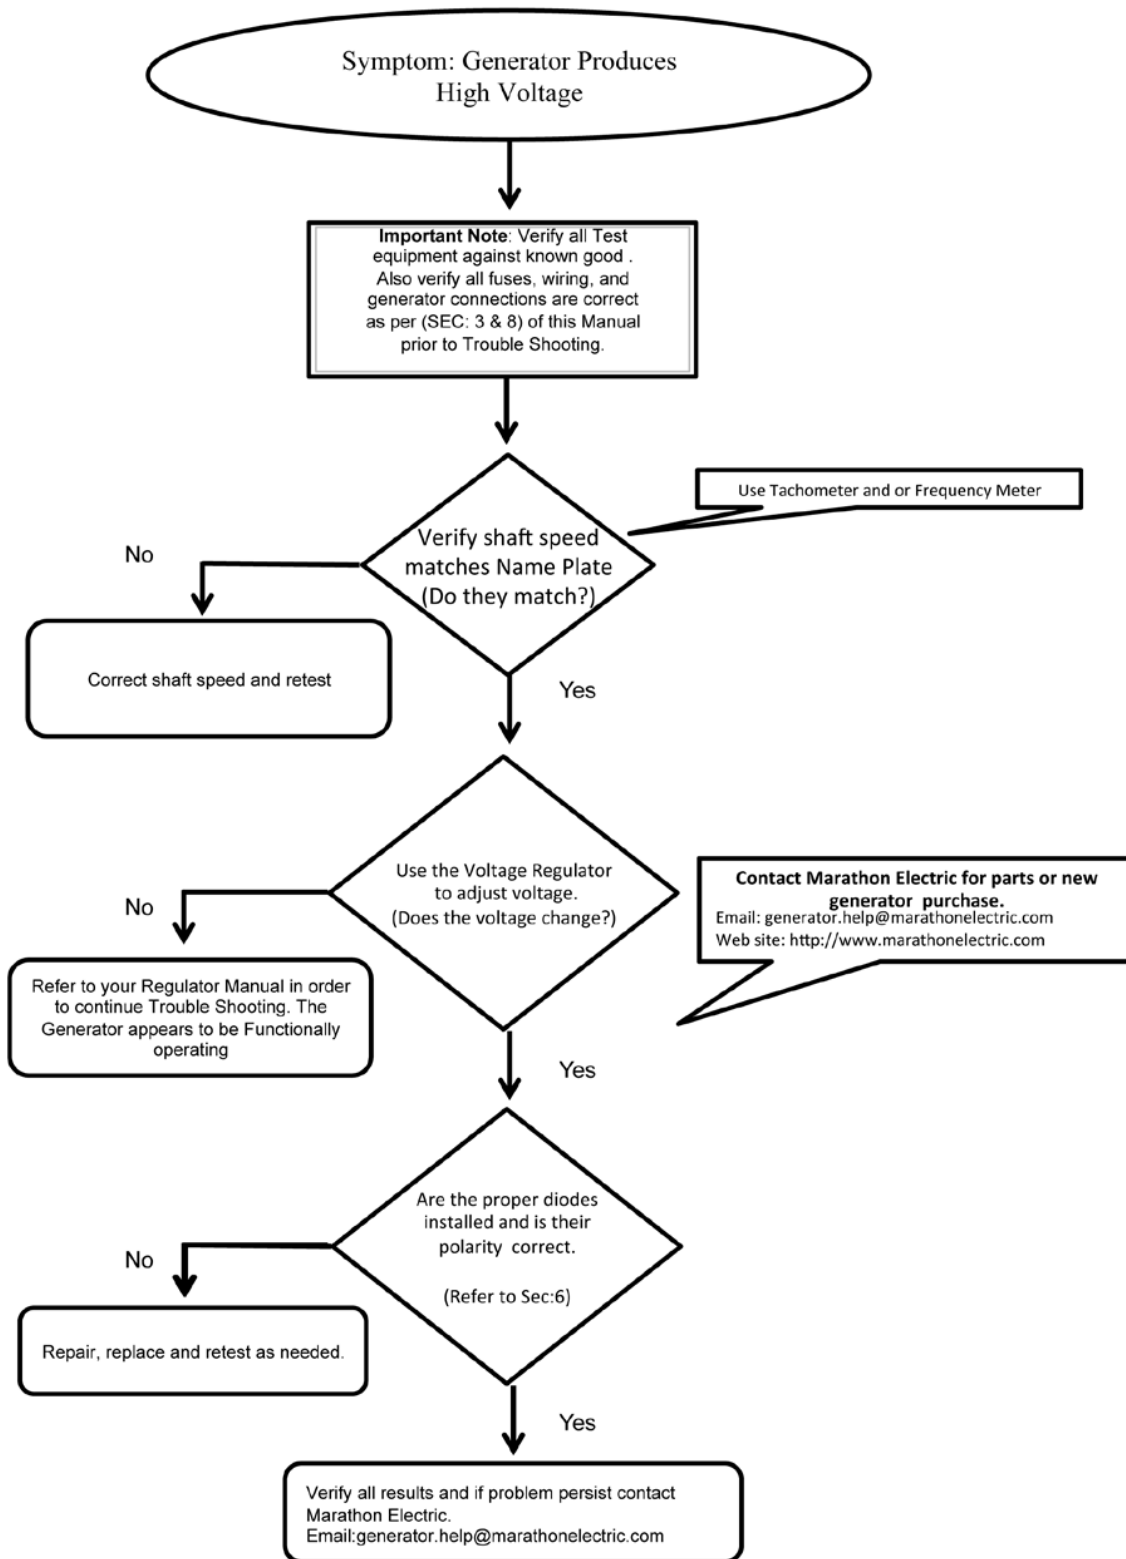 Symptom: Generator Produces
High Voltage
Important Note: Verify all Test
equipment against known good .
Also verify all fuses, wiring, and
generator connections are correct
as per (SEC: 3 & 8) of this Manual
prior to Trouble Shooting.
Use Tachometer and or Frequency Meter
Verify shaft speed
matches Name Plate
(Do they match?)
No
Correct shaft speed and retest
Yes
Use the Voltage Regulator
to adjust voltage.
(Does the voltage change?)
Contact Marathon Electric for parts or new
generator purchase.
Email: generator.help@marathonelectric.com
Web site: http://www.marathonelectric.com
No
Refer to your Regulator Manual in order
to continue Trouble Shooting. The
Generator appears to be Functionally
operating
Yes
Are the proper diodes
installed and is their
polarity correct.
(Refer to Sec:6)
No
Repair, replace and retest as needed.
Yes
Verify all results and if problem persist contact
Marathon Electric.
Email:generator.help@marathonelectric.com